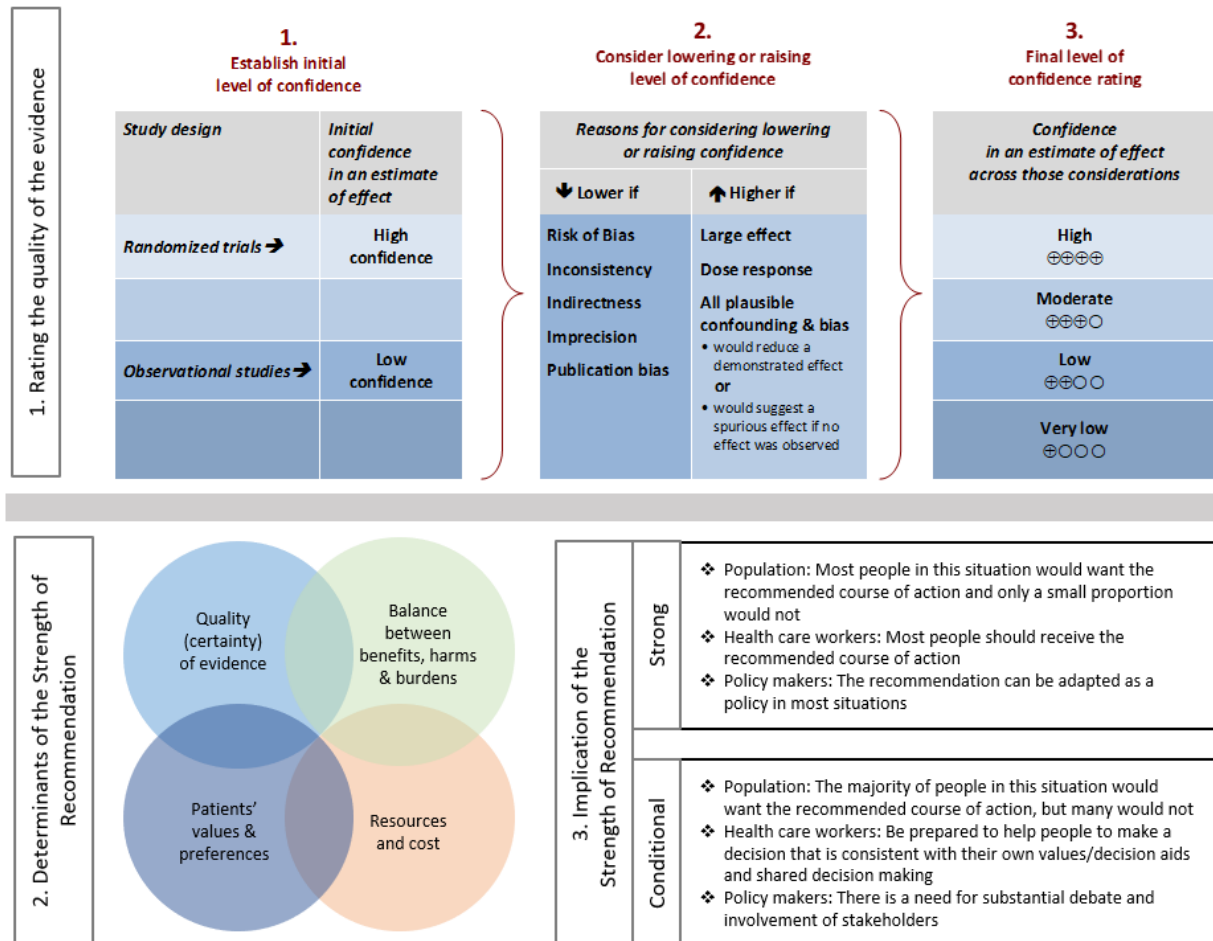 1. Rating the quality of the evidence
1.
Establish initial
level of confidence
Study design
Initial
confidence
in an estimate
of effect
Randomized trials ➔
High
confidence
Observational studies ➔
Low
confidence
2.
Consider lowering or raising
level of confidence
Reasons for considering lowering
or raising confidence
🡇 Lower if
🡅 Higher if
Risk of Bias
Inconsistency
Indirectness
Imprecision
Publication bias
Large effect
Dose response
All plausible
confounding & bias
• would reduce a
demonstrated effect
or
• would suggest a
spurious effect if no
effect was observed
3.
Final level of
confidence rating
Confidence
in an estimate of effect
across those considerations
High
⊕⊕⊕⊕
Moderate
⊕⊕⊕○
Low
⊕⊕○○
Very low
⊕○○○
2. Determinants of the Strength of
Recommendation
Quality
(certainty)
of evidence
Balance
between
benefits, harms
& burdens
Patients’
values &
preferences
Resources
and cost
3. Implication of the
Strength of Recommendation
Strong
❖ Population: Most people in this situation would want the
recommended course of action and only a small proportion
would not
❖ Health care workers: Most people should receive the
recommended course of action
❖ Policy makers: The recommendation can be adapted as a
policy in most situations
Conditional
❖ Population: The majority of people in this situation would
want the recommended course of action, but many would not
❖ Health care workers: Be prepared to help people to make a
decision that is consistent with their own values/decision aids
and shared decision making
❖ Policy makers: There is a need for substantial debate and
involvement of stakeholders